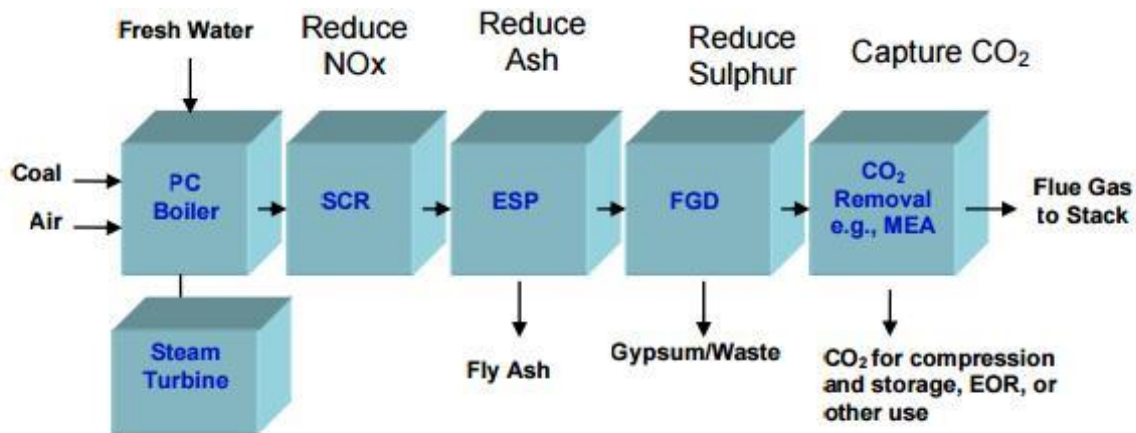 Fresh Water
Reduce
NOx
Reduce
Ash
Reduce
Sulphur
Capture CO₂
Coal
Air
PC
Boiler
SCR
ESP
FGD
CO₂
Removal
e.g., MEA
Flue Gas
to Stack
Steam
Turbine
Fly Ash
Gypsum/Waste
CO₂ for compression
and storage, EOR, or
other use